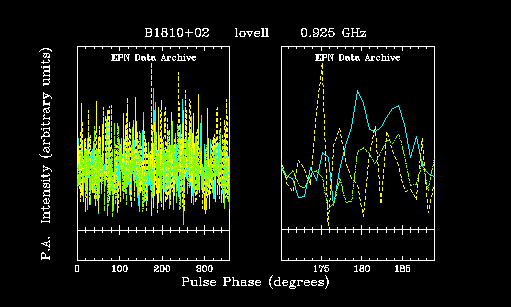 B1810+02 lovell 0.925 GHz
EPN Data Archive EPN Data Archive
P.A. Intensity (arbitrary units)
0 100 200 300 175 180 185
Pulse Phase (degrees)